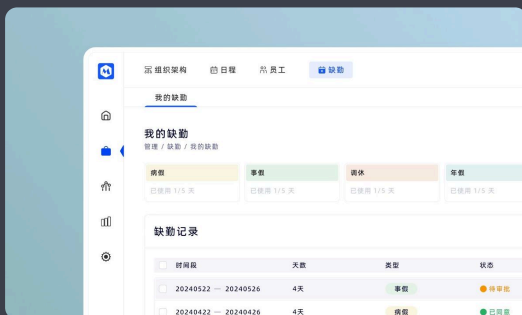 组织架构 日程 员工 缺勤
我的缺勤
我的缺勤
管理 / 缺勤 / 我的缺勤
病假 事假 调休 年假
已使用 1/5 天 已使用 1/5 天 已使用 1/5 天 已使用 1/5 天
缺勤记录
时间段 天数 类型 状态
20240522 — 20240526 4天 事假 待审批
20240422 — 20240426 4天 病假 已同意